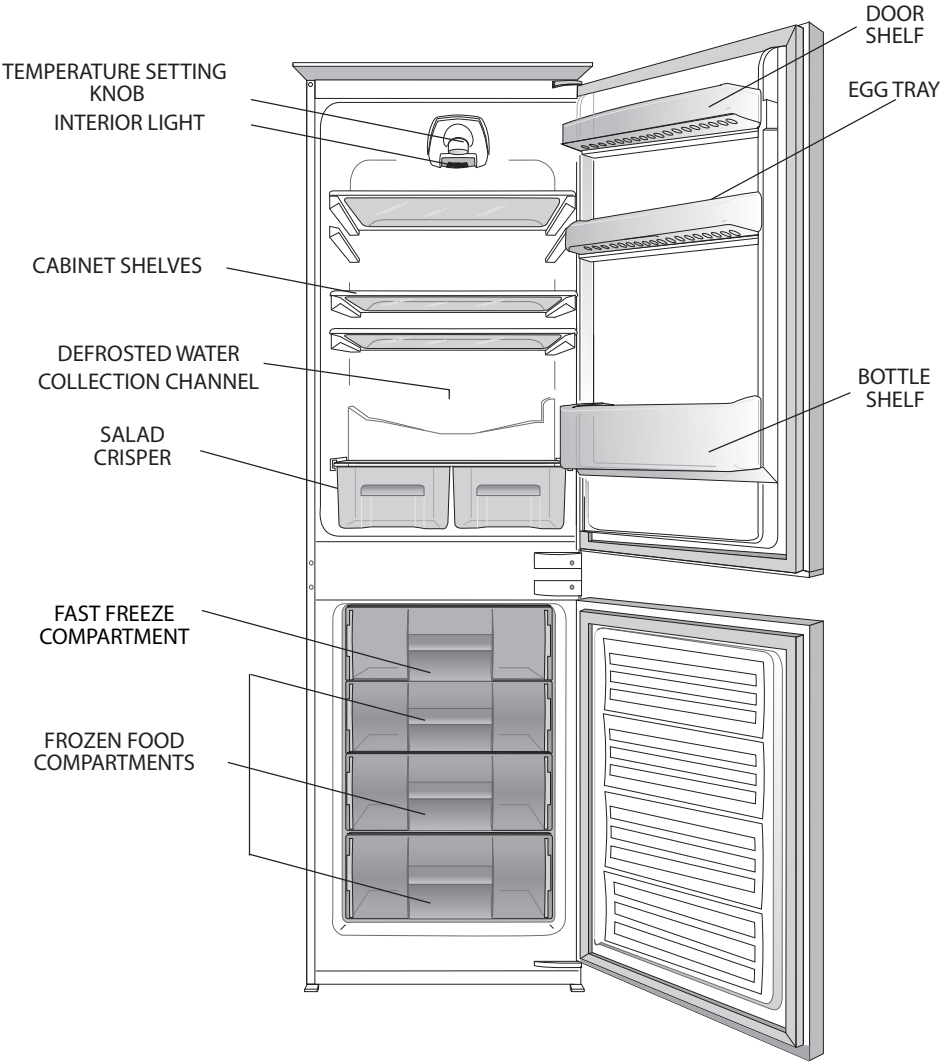 DOOR
SHELF
TEMPERATURE SETTING
KNOB
EGG TRAY
INTERIOR LIGHT
CABINET SHELVES
DEFROSTED WATER
COLLECTION CHANNEL
BOTTLE
SHELF
SALAD
CRISPER
FAST FREEZE
COMPARTMENT
FROZEN FOOD
COMPARTMENTS